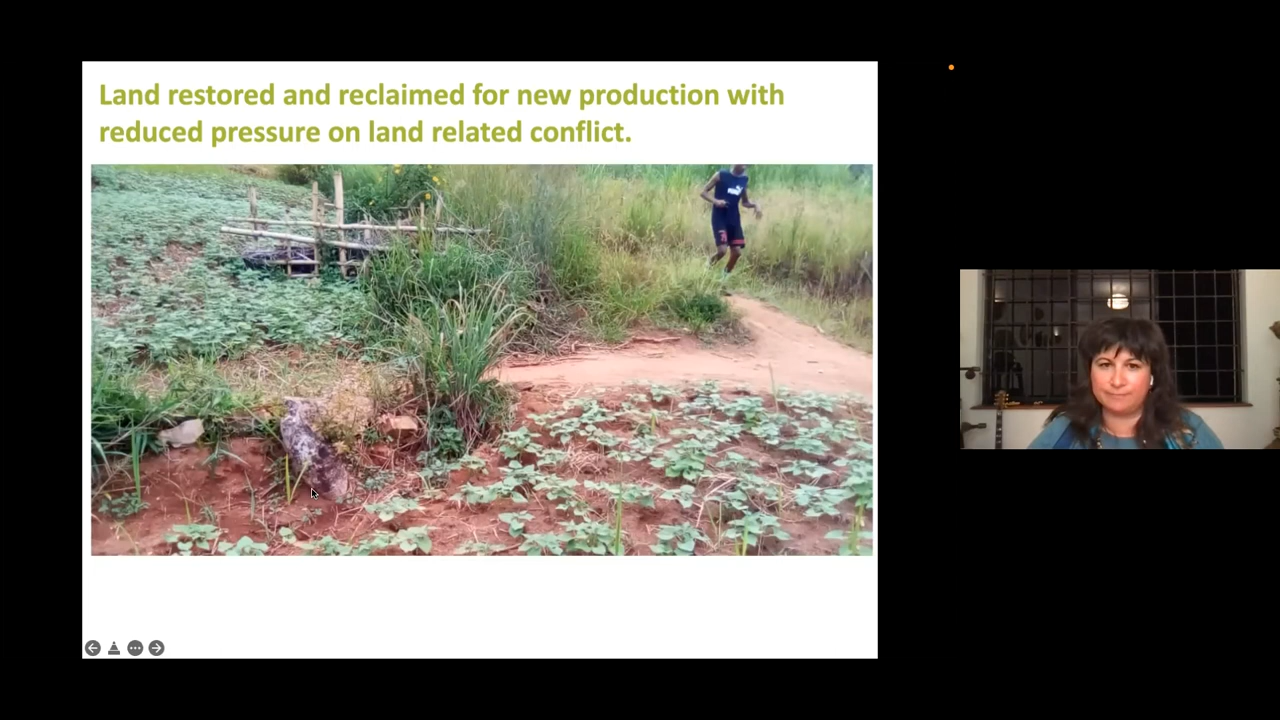 Land restored and reclaimed for new production with
reduced pressure on land related conflict.